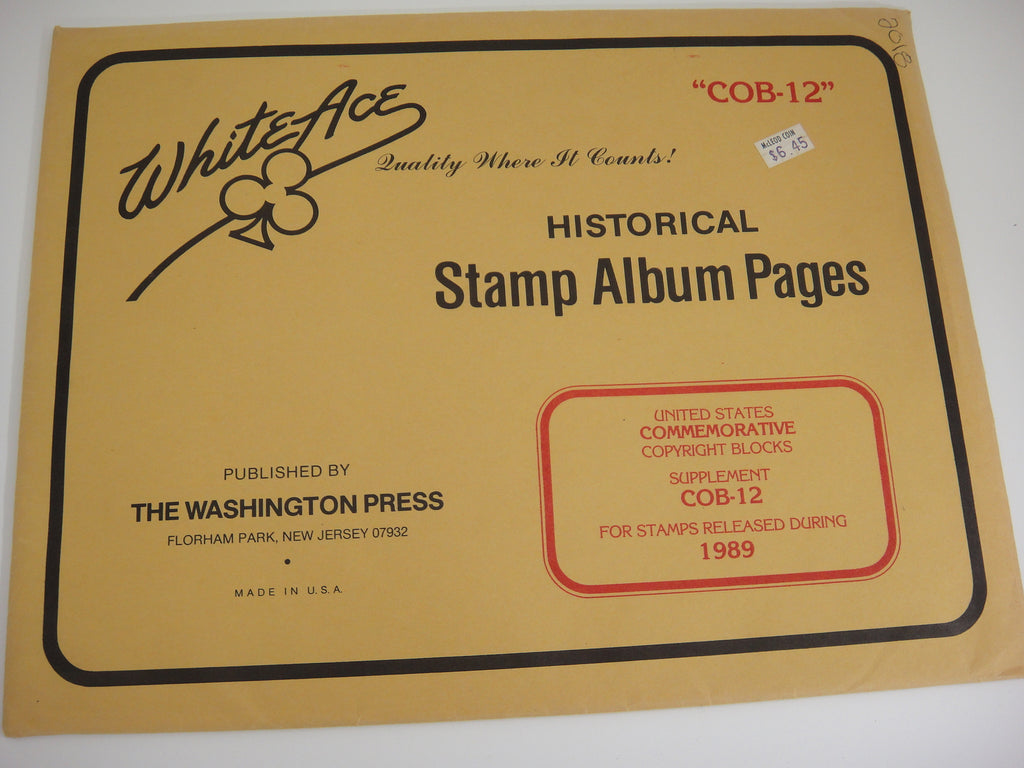 2018
WhiteAce
Quality Where It Counts!
"COB-12"
McLEOD COIN
$6.45
HISTORICAL
Stamp Album Pages
UNITED STATES
COMMEMORATIVE
COPYRIGHT BLOCKS
SUPPLEMENT
COB-12
FOR STAMPS RELEASED DURING
1989
PUBLISHED BY
THE WASHINGTON PRESS
FLORHAM PARK, NEW JERSEY 07932
MADE IN U.S.A.